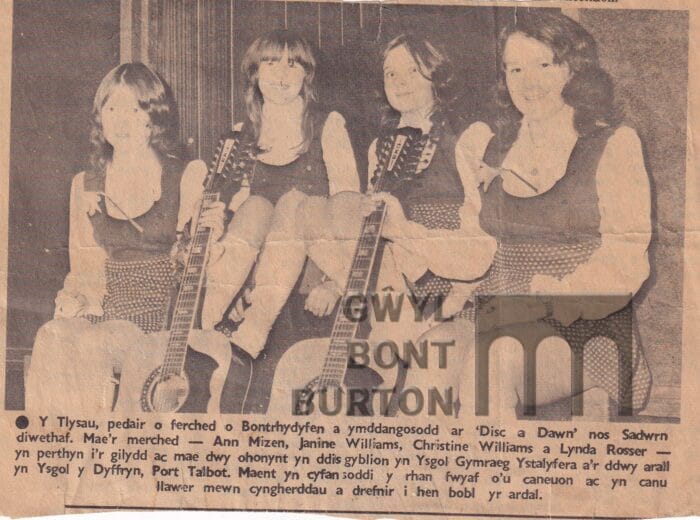 GŴYL
BONT
BURTON
● Y Tlysau, pedair o ferched o Bontrhydyfen a ymddangosodd ar 'Disc a Dawn' nos Sadwrn
diwethaf. Mae'r merched — Ann Mizen, Janine Williams, Christine Williams a Lynda Rosser —
yn perthyn i'r gilydd ac mae dwy ohonynt yn ddisgyblion yn Ysgol Gymraeg Ystalyfera a'r ddwy arall
yn Ysgol y Dyffryn, Port Talbot. Maent yn cyfansoddi y rhan fwyaf o'u caneuon ac yn canu
llawer mewn cyngherddau a drefnir i hen bobl yr ardal.